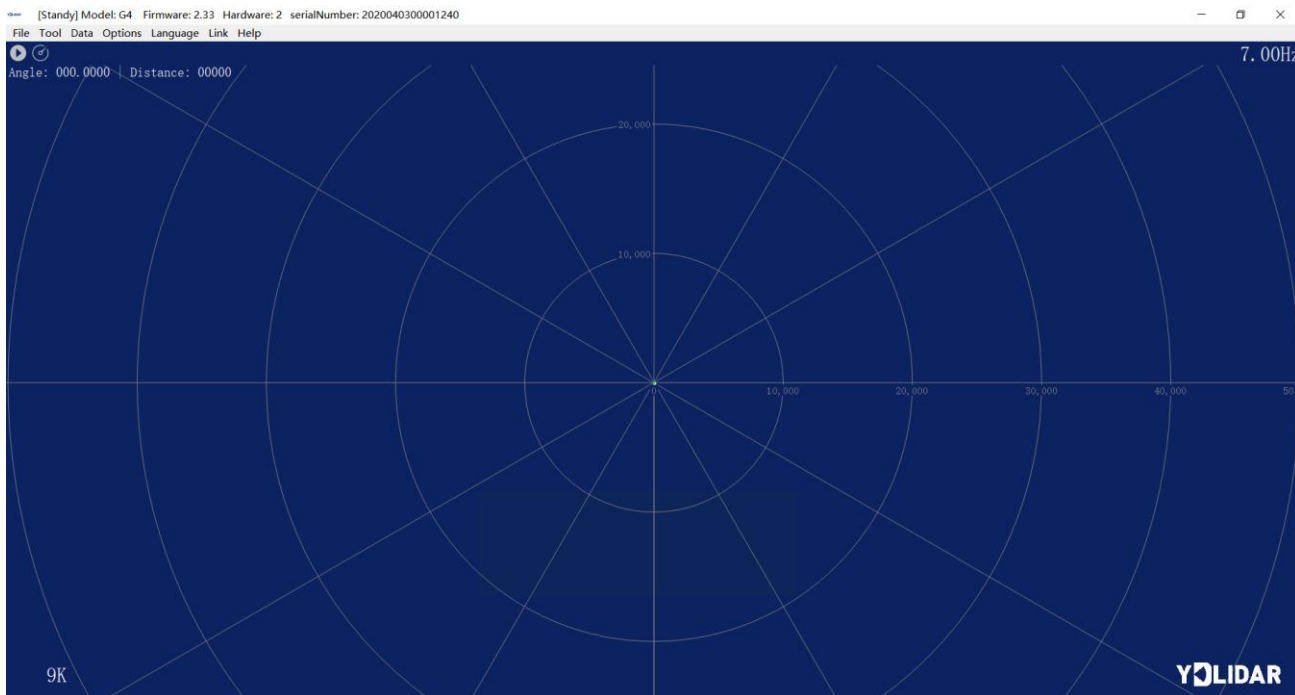 [Standy] Model: G4 Firmware: 2.33 Hardware: 2 serialNumber: 2020040300001240
File Tool Data Options Language Link Help
7.00Hz
Angle: 000.0000 | Distance: 00000
20,000
10,000
0 10,000 20,000 30,000 40,000 50
9K
YDLIDAR